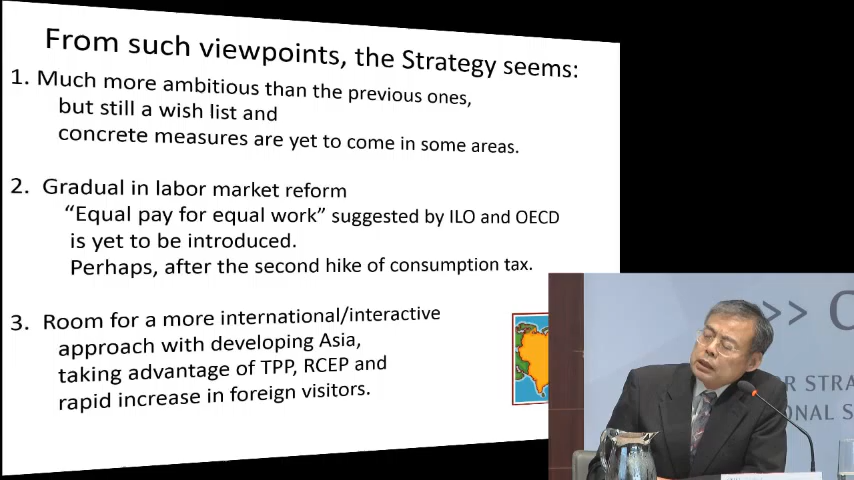 From such viewpoints, the Strategy seems:
1. Much more ambitious than the previous ones,
but still a wish list and
concrete measures are yet to come in some areas.
2. Gradual in labor market reform
“Equal pay for equal work” suggested by ILO and OECD
is yet to be introduced.
Perhaps, after the second hike of consumption tax.
3. Room for a more international/interactive
approach with developing Asia,
taking advantage of TPP, RCEP and
rapid increase in foreign visitors.
>> C
R STRA
ONAL S